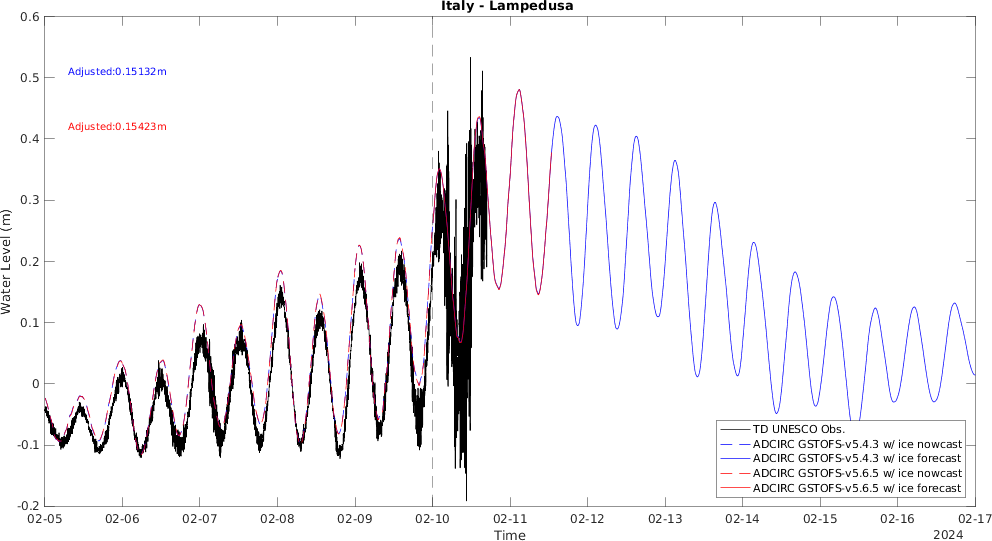 Italy - Lampedusa
Adjusted:0.15132m
Adjusted:0.15423m
Water Level (m)
0.6
0.5
0.4
0.3
0.2
0.1
0
-0.1
-0.2
TD UNESCO Obs.
ADCIRC GSTOFS-v5.4.3 w/ ice nowcast
ADCIRC GSTOFS-v5.4.3 w/ ice forecast
ADCIRC GSTOFS-v5.6.5 w/ ice nowcast
ADCIRC GSTOFS-v5.6.5 w/ ice forecast
02-05 02-06 02-07 02-08 02-09 02-10 02-11 02-12 02-13 02-14 02-15 02-16 02-17
Time
2024